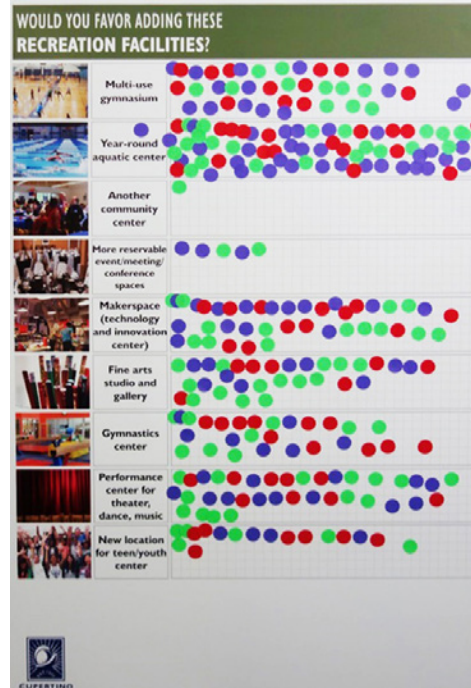 WOULD YOU FAVOR ADDING THESE
RECREATION FACILITIES?
Multi-use
gymnasium
Year-round
aquatic center
Another
community
center
More reservable
event/meeting/
conference
spaces
Makerspace
(technology
and innovation
center)
Fine arts
studio and
gallery
Gymnastics
center
Performance
center for
theater,
dance, music
New location
for teen/youth
center
CUPERTINO